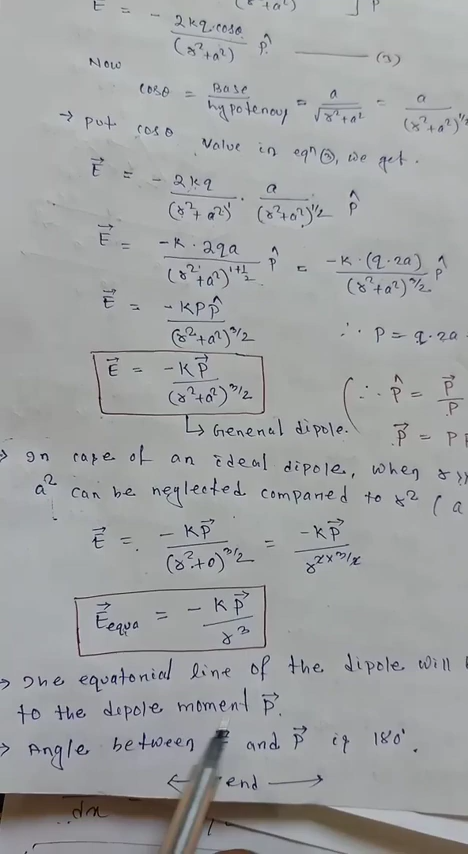 E = -
2kq.cosθ / (r²+a²) P̂ ——— (3)
Now
cosθ = Base / hypotenous = a / √r²+a² = a / (r²+a²)^1/2
→ put cosθ value in eqn ③, we get.
E⃗ = - 2kq / (r²+a²)^1 . a / (r²+a²)^1/2 P̂
E⃗ = -K.2qa / (r²+a²)^1+1/2 P̂ = -K.(q.2a) / (r²+a²)^3/2 P̂
E⃗ = -KPP̂ / (r²+a²)^3/2 ∴ P = q.2a
E⃗ = -KP⃗ / (r²+a²)^3/2 (∴ P̂ = P⃗ / P
↳ General dipole. P⃗ = P
→ In case of an ideal dipole, when r >>
a² can be neglected compared to r² (a
E⃗ = -KP⃗ / (r²+0)^3/2 = -KP⃗ / r^2×3/2
E⃗equa = - KP⃗ / r³
→ The equatorial line of the dipole will
to the dipole moment P⃗.
→ Angle between and P⃗ is 180°.
← end →
dx